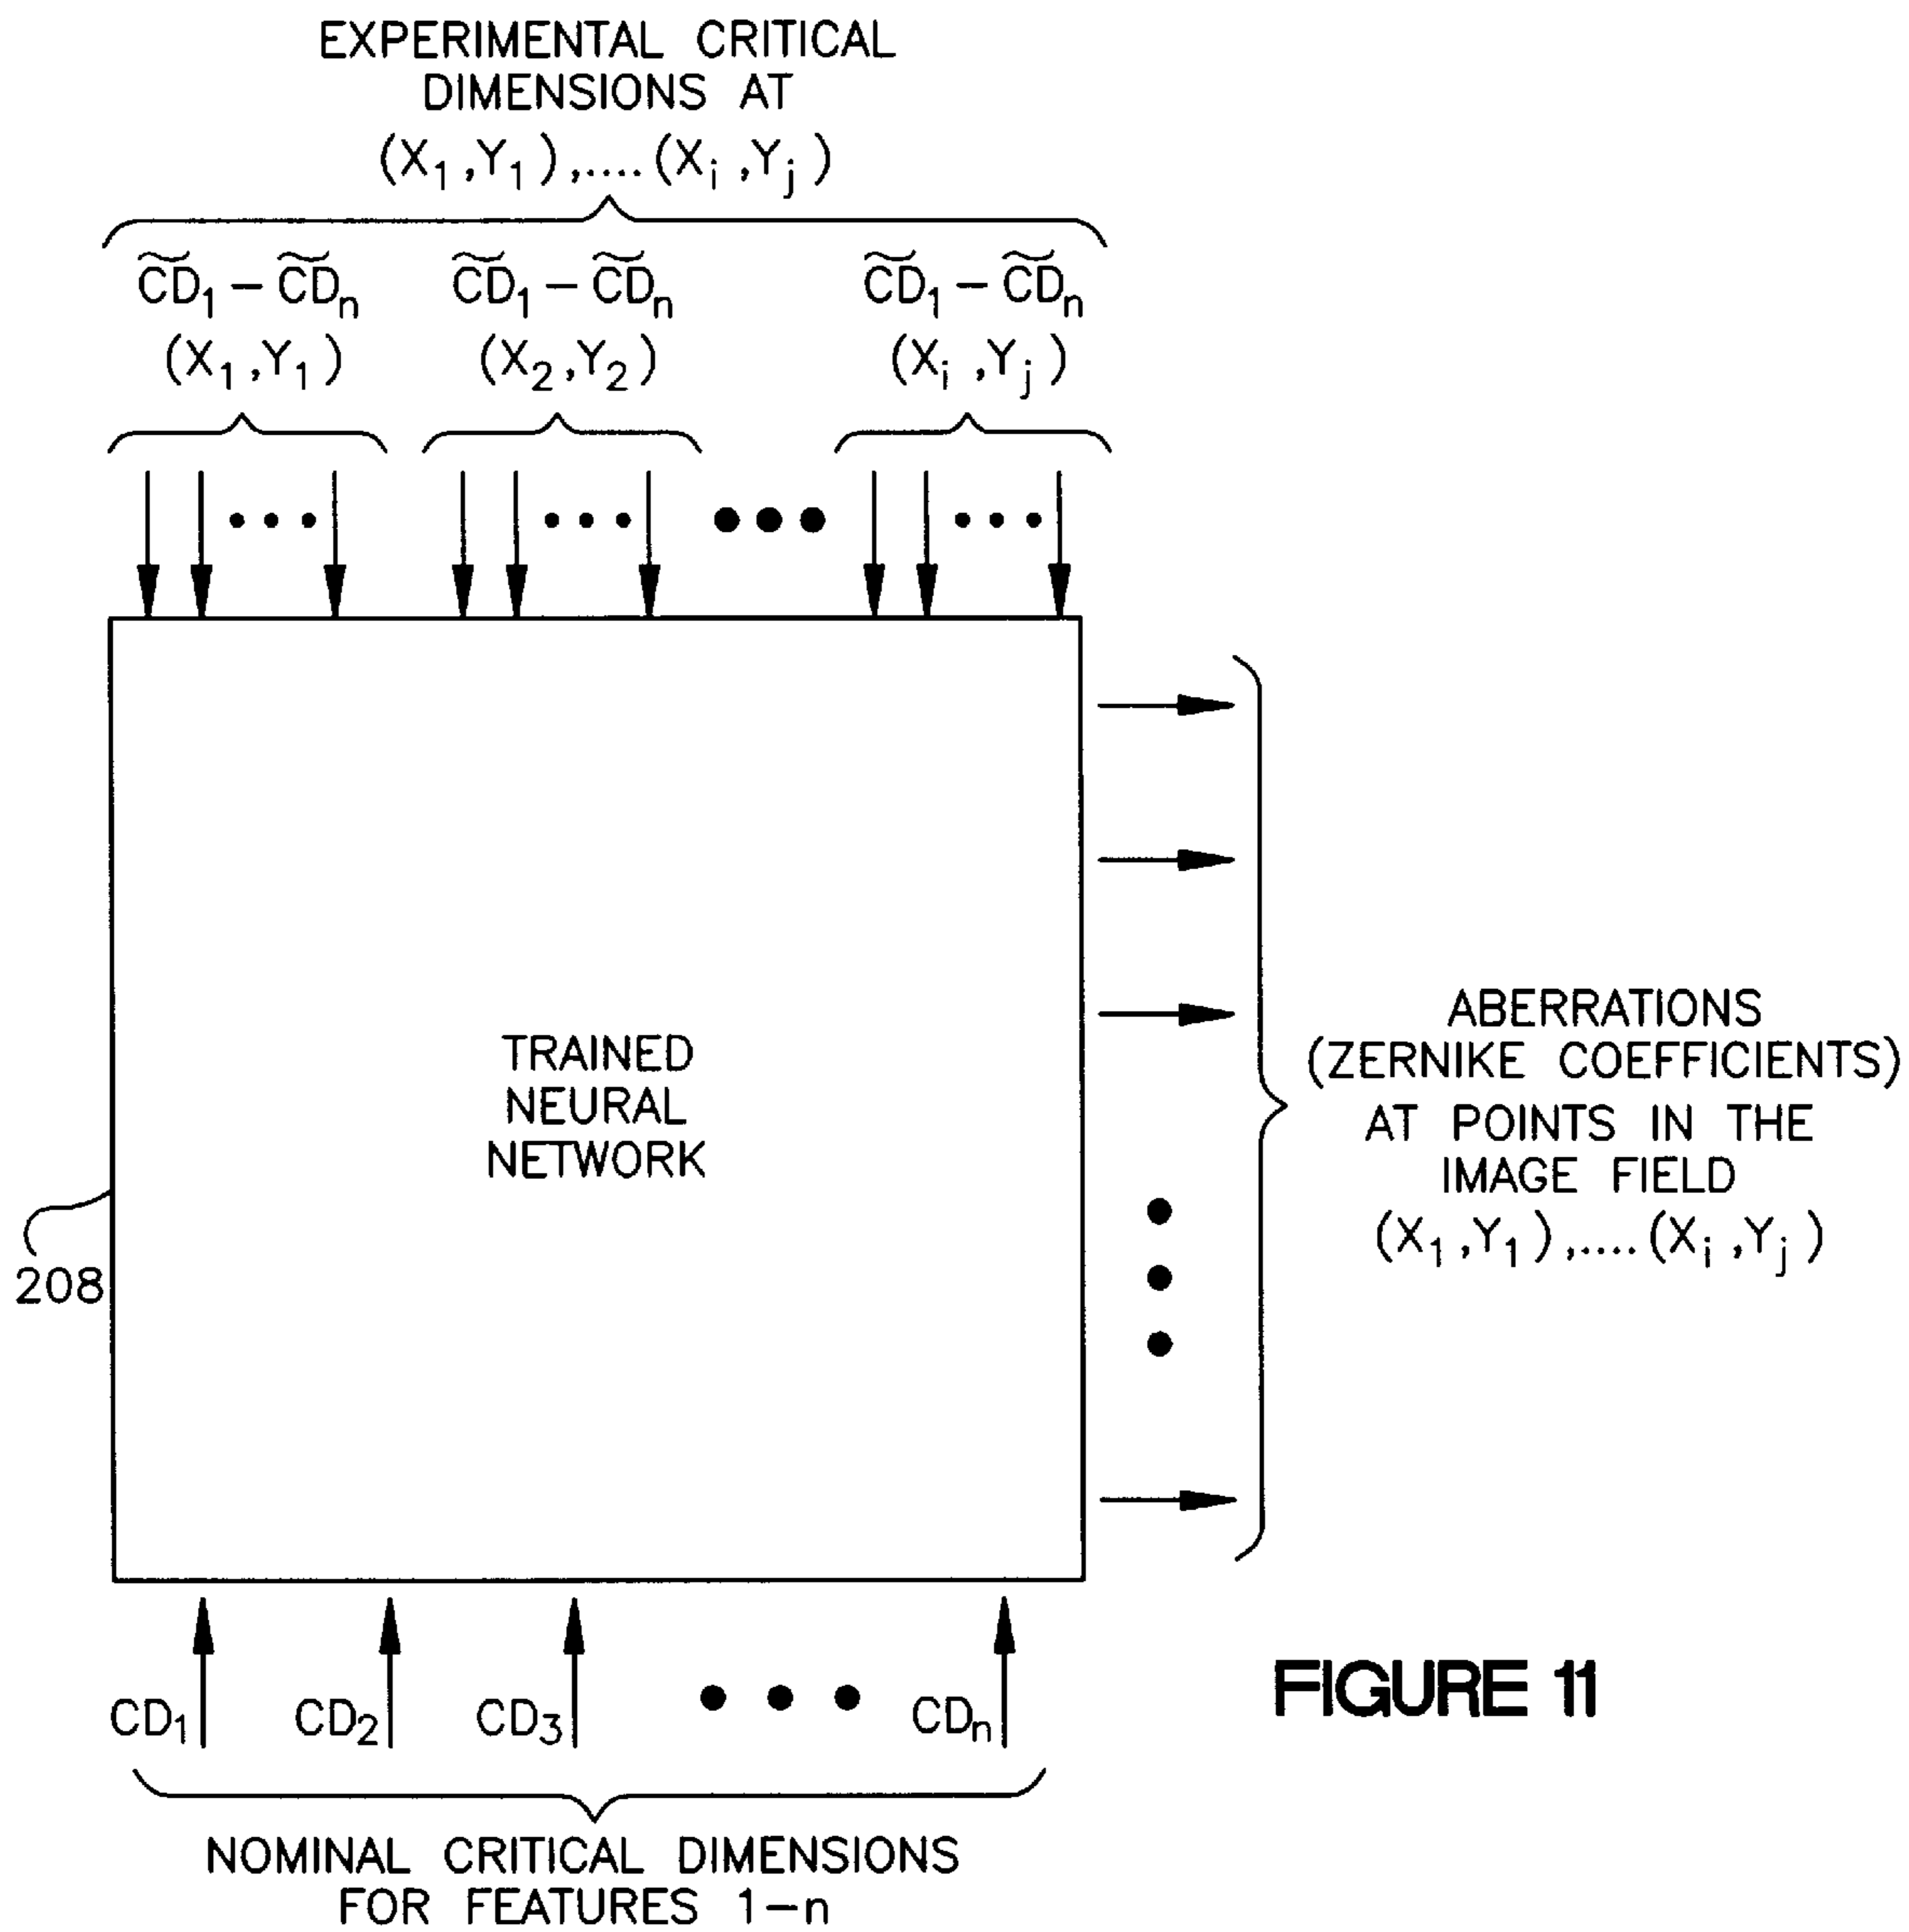 EXPERIMENTAL CRITICAL
DIMENSIONS AT
(X₁,Y₁),....(Xᵢ,Yⱼ)
C͠D₁–C͠Dₙ C͠D₁–C͠Dₙ C͠D₁–C͠Dₙ
(X₁,Y₁) (X₂,Y₂) (Xᵢ,Yⱼ)
TRAINED
NEURAL
NETWORK
208
ABERRATIONS
(ZERNIKE COEFFICIENTS)
AT POINTS IN THE
IMAGE FIELD
(X₁,Y₁),....(Xᵢ,Yⱼ)
CD₁ CD₂ CD₃ CDₙ
NOMINAL CRITICAL DIMENSIONS
FOR FEATURES 1–n
FIGURE 11